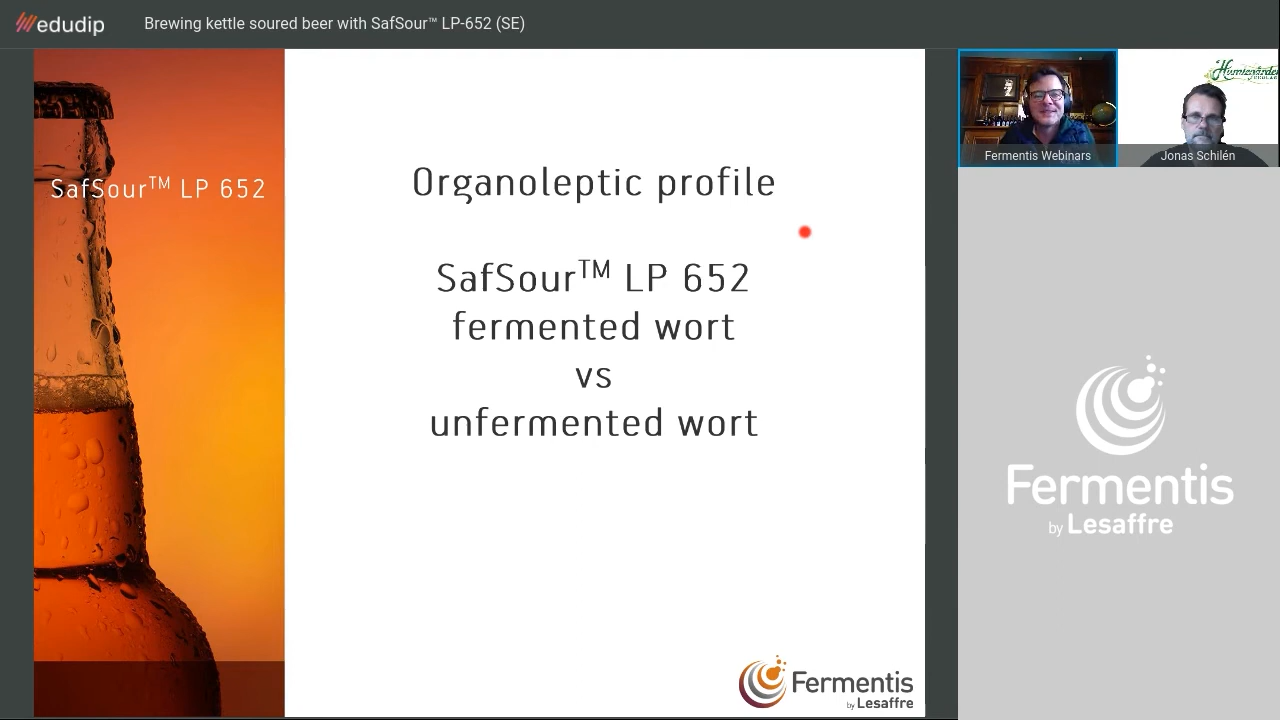 edudip
Brewing kettle soured beer with SafSour™ LP-652 (SE)
SafSour™ LP 652
Organoleptic profile
SafSour™ LP 652
fermented wort
vs
unfermented wort
Fermentis
by Lesaffre
Fermentis Webinars
Jonas Schilén
Fermentis
by Lesaffre